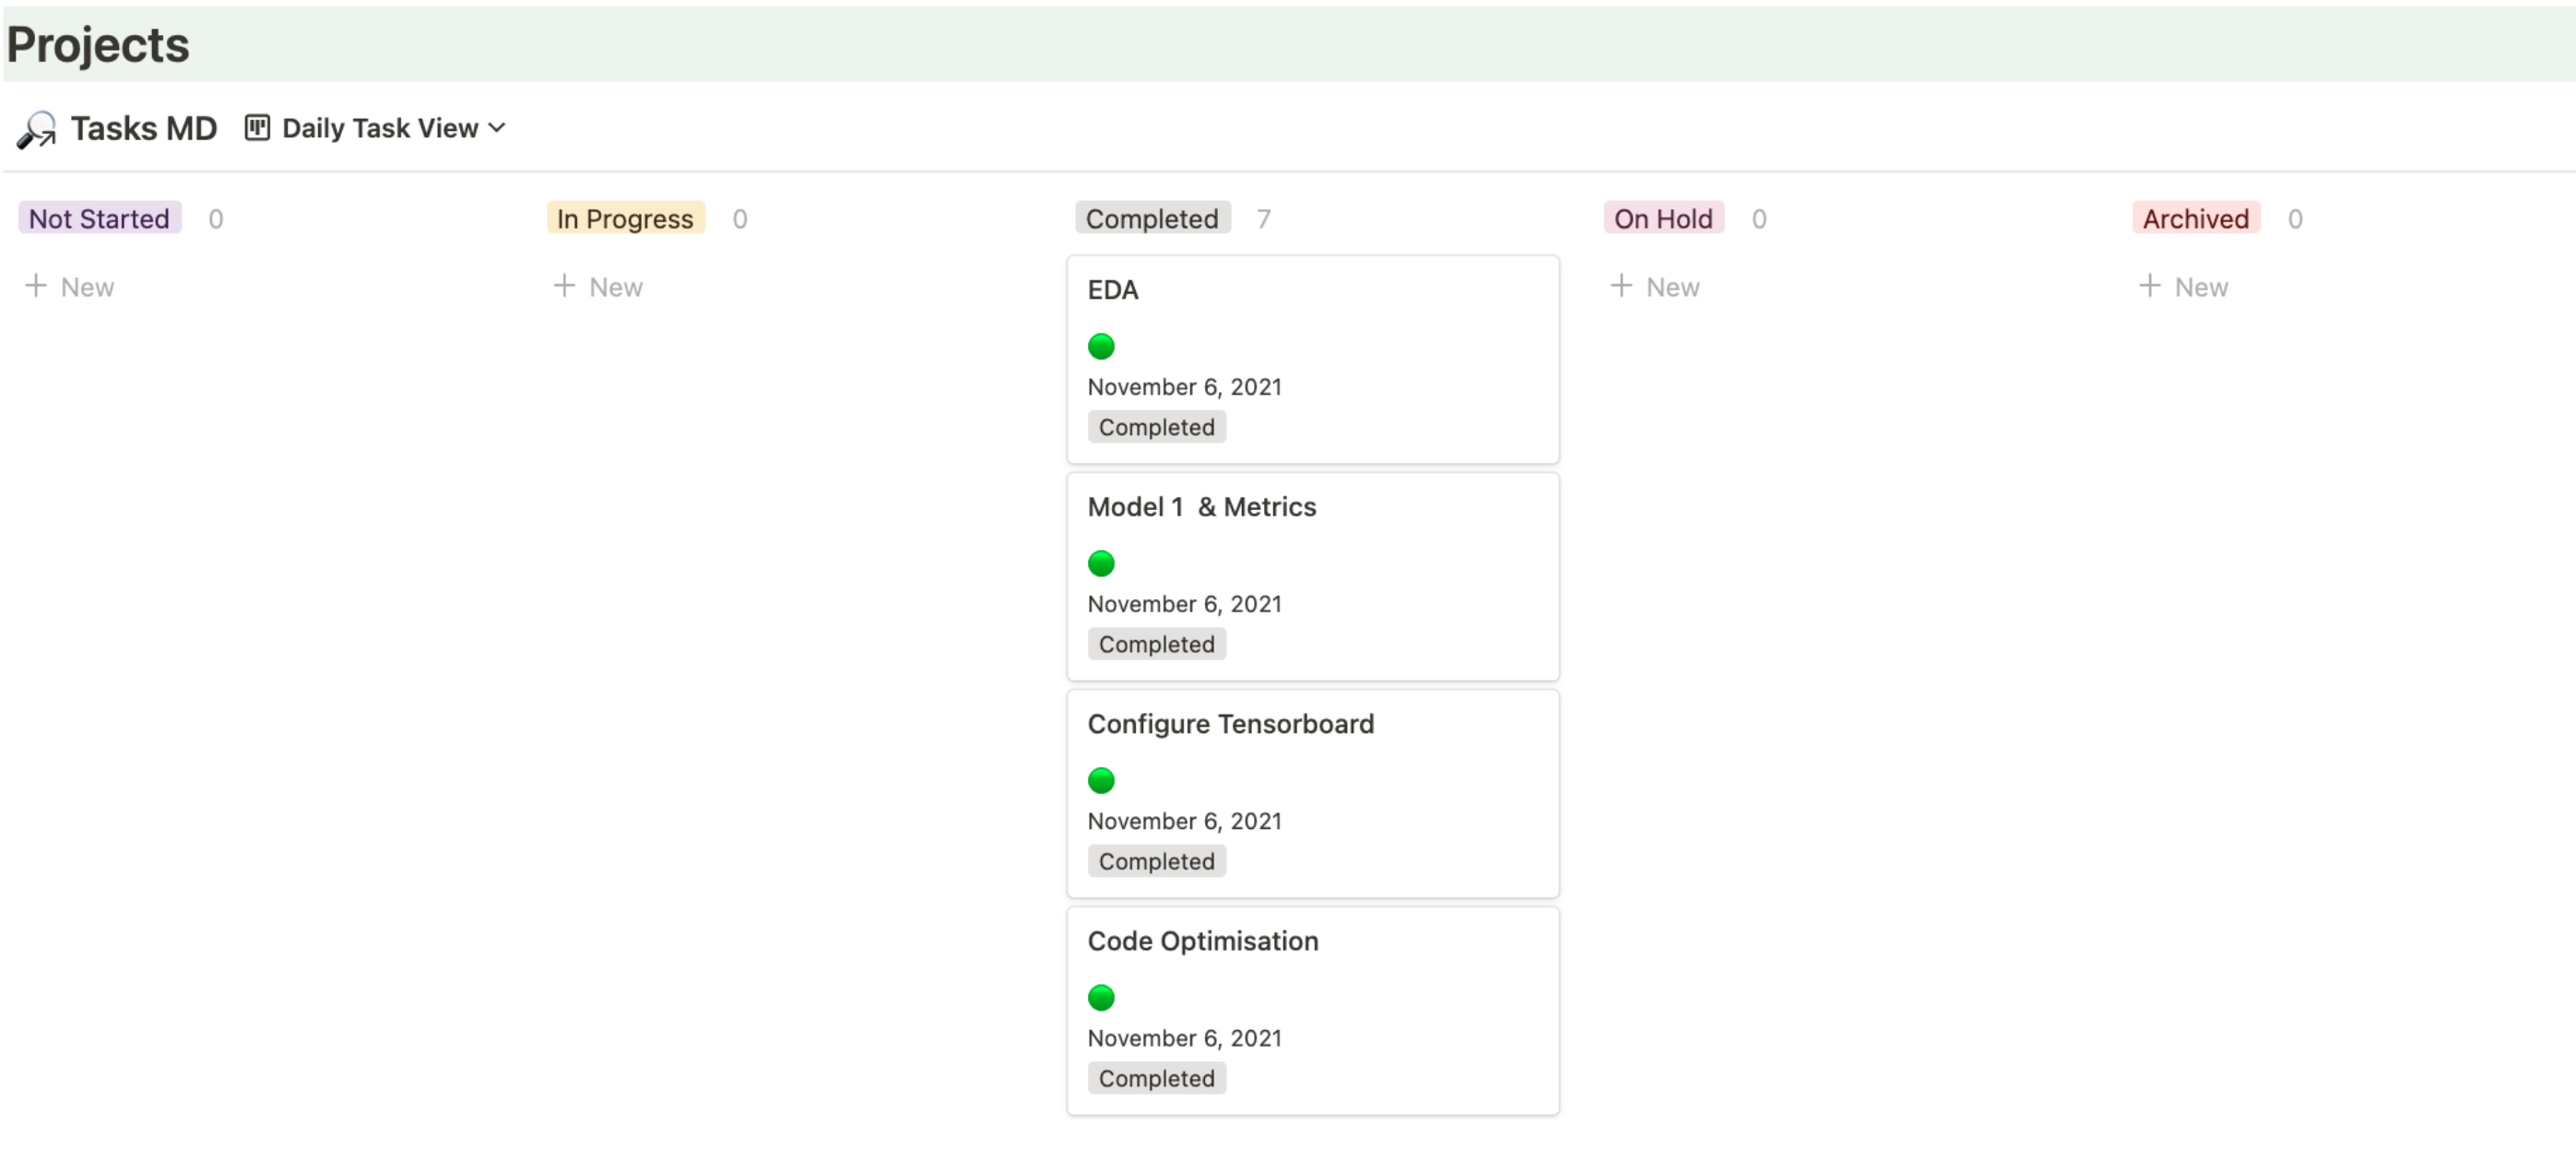 Projects
Tasks MD Daily Task View
Not Started 0 In Progress 0 Completed 7 On Hold 0 Archived 0
+ New + New + New + New
EDA
November 6, 2021
Completed
Model 1 & Metrics
November 6, 2021
Completed
Configure Tensorboard
November 6, 2021
Completed
Code Optimisation
November 6, 2021
Completed